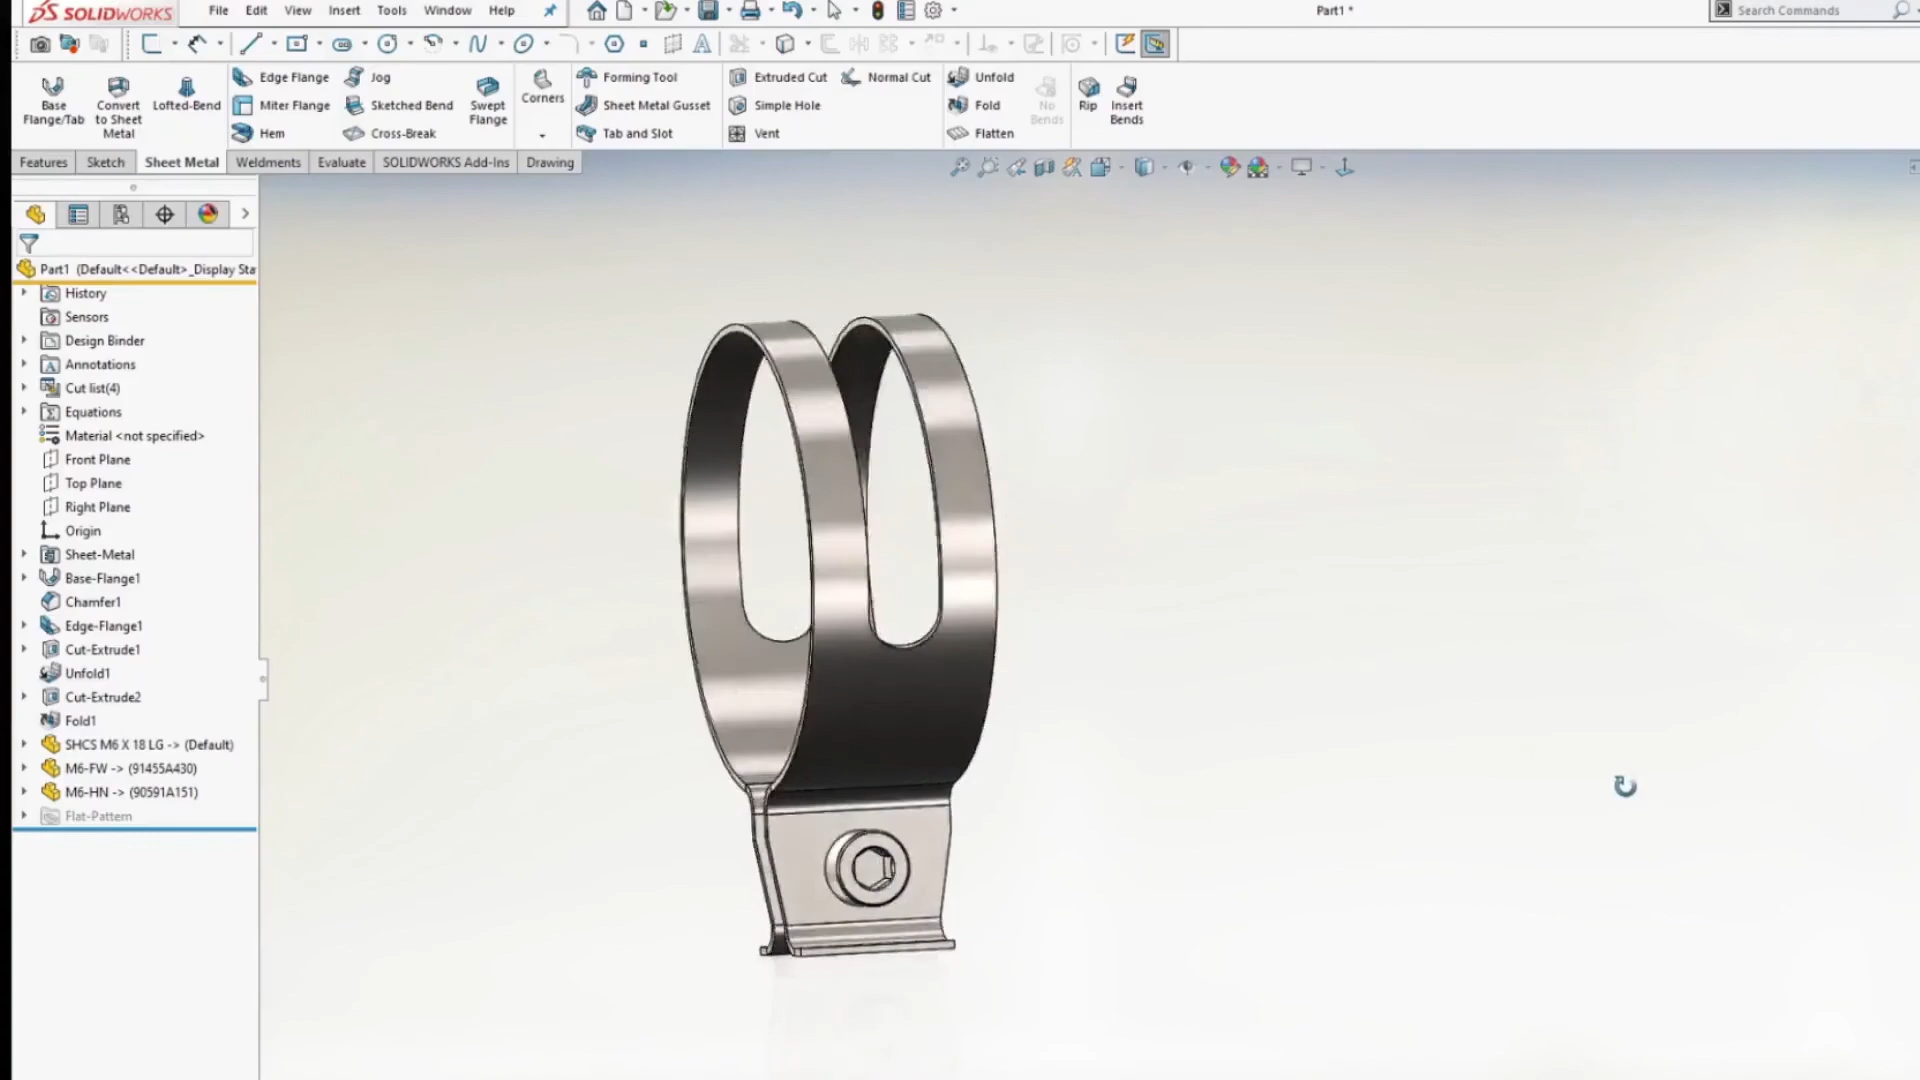 SOLIDWORKS File Edit View Insert Tools Window Help Part1 * Search Commands
Base Flange/Tab
Convert to Sheet Metal
Lofted-Bend
Edge Flange
Miter Flange
Hem
Jog
Sketched Bend
Cross-Break
Swept Flange
Corners
Forming Tool
Sheet Metal Gusset
Tab and Slot
Extruded Cut
Simple Hole
Vent
Normal Cut
Unfold
Fold
Flatten
No Bends
Rip
Insert Bends
Features Sketch Sheet Metal Weldments Evaluate SOLIDWORKS Add-Ins Drawing
Part1 (Default<<Default>_Display Sta
History
Sensors
Design Binder
Annotations
Cut list(4)
Equations
Material <not specified>
Front Plane
Top Plane
Right Plane
Origin
Sheet-Metal
Base-Flange1
Chamfer1
Edge-Flange1
Cut-Extrude1
Unfold1
Cut-Extrude2
Fold1
SHCS M6 X 18 LG -> (Default)
M6-FW -> (91455A430)
M6-HN -> (90591A151)
Flat-Pattern